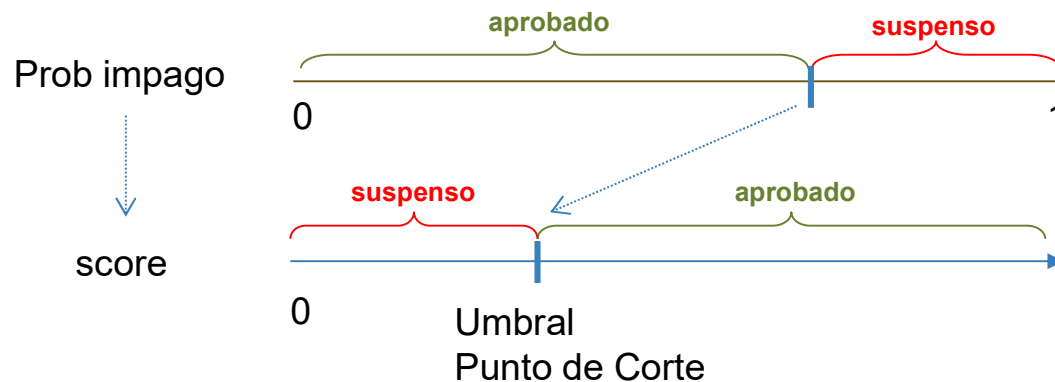 aprobado
suspenso
Prob impago
0
1
suspenso
aprobado
score
0
Umbral
Punto de Corte